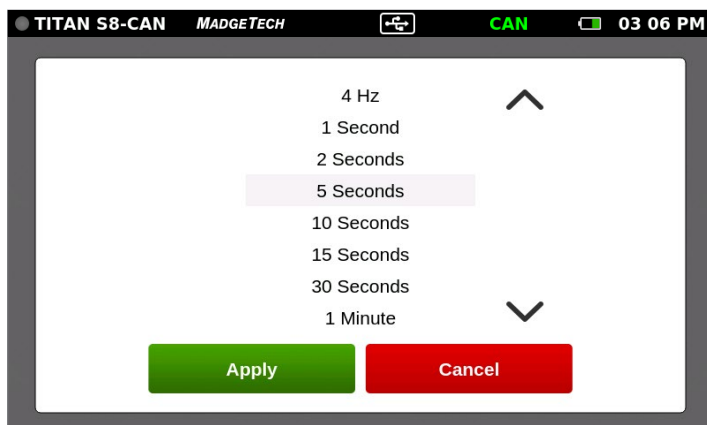 TITAN S8-CAN MADGETECH CAN 03 06 PM
4 Hz
1 Second
2 Seconds
5 Seconds
10 Seconds
15 Seconds
30 Seconds
1 Minute
Apply Cancel